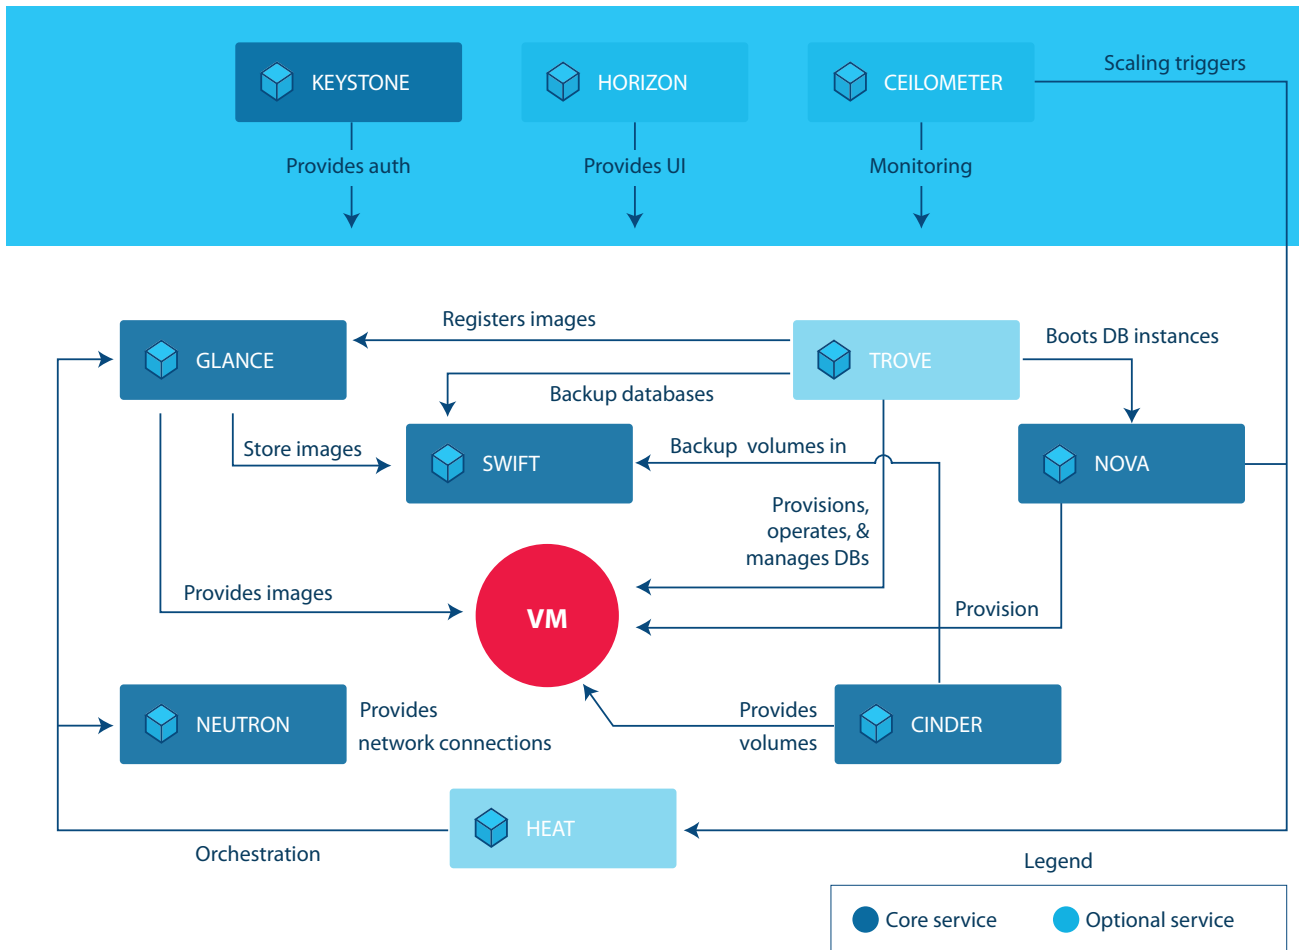 KEYSTONE
HORIZON
CEILOMETER
Scaling triggers
Provides auth
Provides UI
Monitoring
Registers images
Boots DB instances
GLANCE
TROVE
Backup databases
Store images
SWIFT
Backup volumes in
NOVA
Provisions,
operates, &
manages DBs
Provides images
VM
Provision
NEUTRON
Provides
network connections
Provides
volumes
CINDER
HEAT
Orchestration
Legend
Core service
Optional service